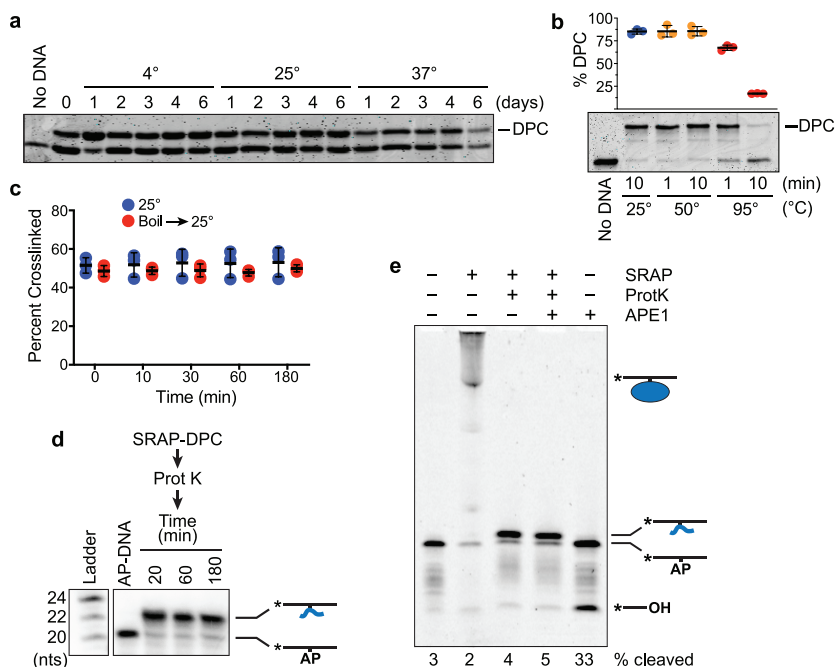 a
No DNA
4° 25° 37°
0 1 2 3 4 6 1 2 3 4 6 1 2 3 4 6 (days)
DPC
b
% DPC
100
75
50
25
DPC
No DNA
10 1 10 1 10 (min)
25° 50° 95° (°C)
c
25°
Boil → 25°
Percent Crosslinked
80
60
40
20
0
0 10 30 60 180
Time (min)
d
SRAP-DPC
Prot K
Time
(min)
Ladder
AP-DNA
20 60 180
24
22
20
(nts)
*
*
AP
e
– + + + – SRAP
– – + + – ProtK
– – – + + APE1
*
*
*
AP
* OH
3 2 4 5 33 % cleaved